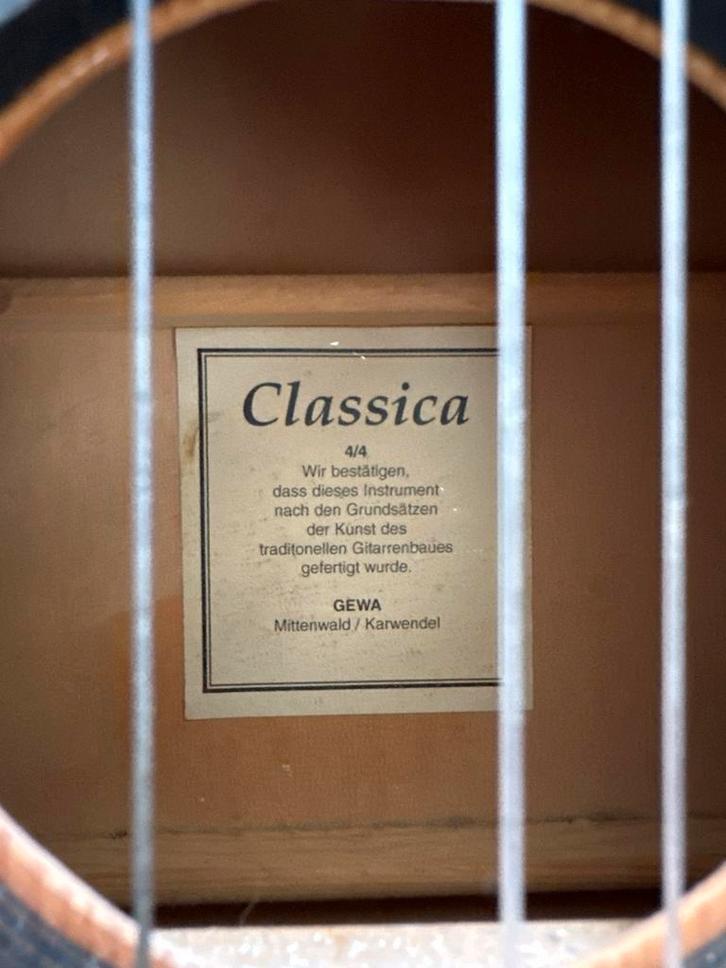 Classica
4/4
Wir bestätigen,
dass dieses Instrument
nach den Grundsätzen
der Kunst des
traditonellen Gitarrenbaues
gefertigt wurde.
GEWA
Mittenwald / Karwendel